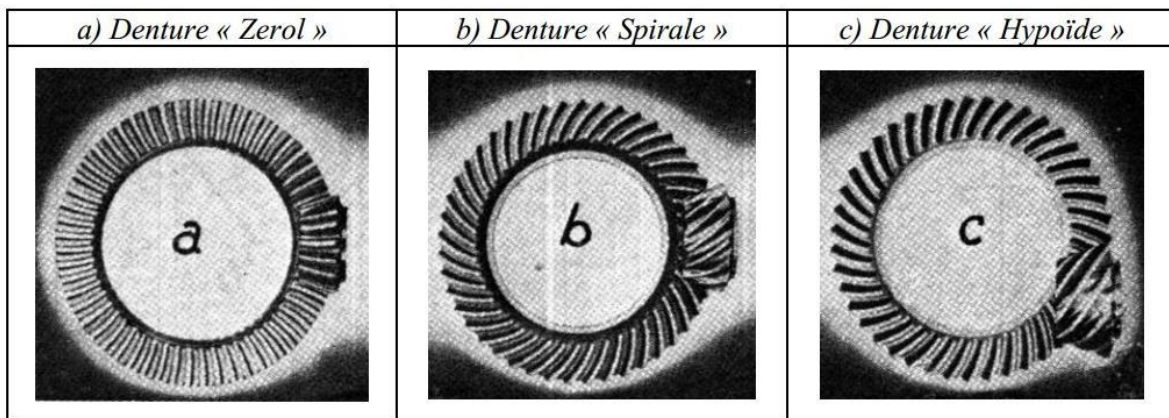 a) Denture « Zerol »
b) Denture « Spirale »
c) Denture « Hypoïde »
a
b
c